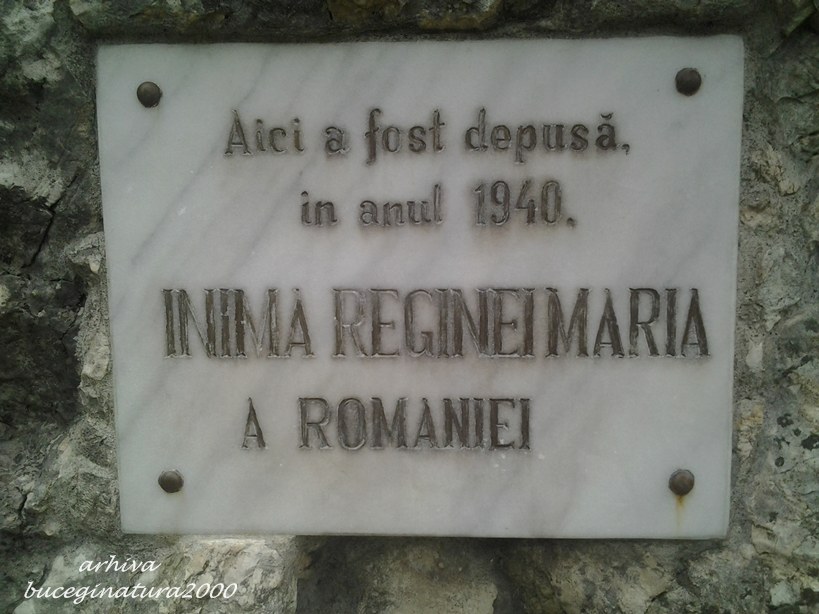 Aici a fost depusă,
in anul 1940,
INIMA REGINEI MARIA
A ROMANIEI
arhiva
buceginatura2000